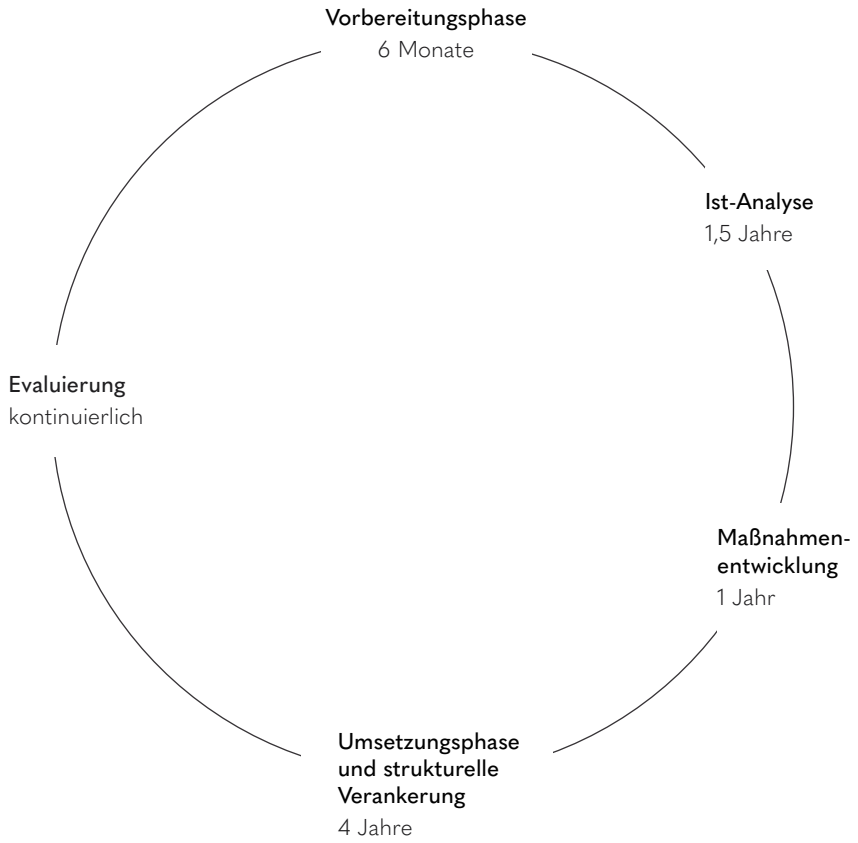 Vorbereitungsphase
6 Monate
Ist-Analyse
1,5 Jahre
Maßnahmen-
entwicklung
1 Jahr
Umsetzungsphase
und strukturelle
Verankerung
4 Jahre
Evaluierung
kontinuierlich